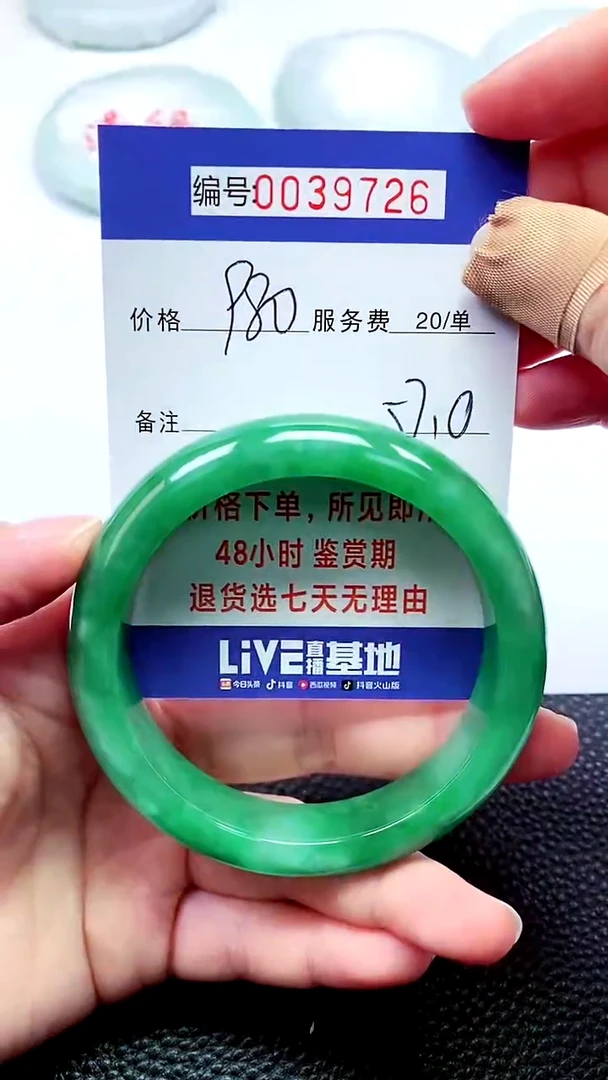 编号:0039726
价格 980 服务费 20/单
备注 57.0
价格下单，所见即
48小时 鉴赏期
退货选七天无理由
LiVE直播基地
今日头条 抖音 西瓜视频 抖音火山版